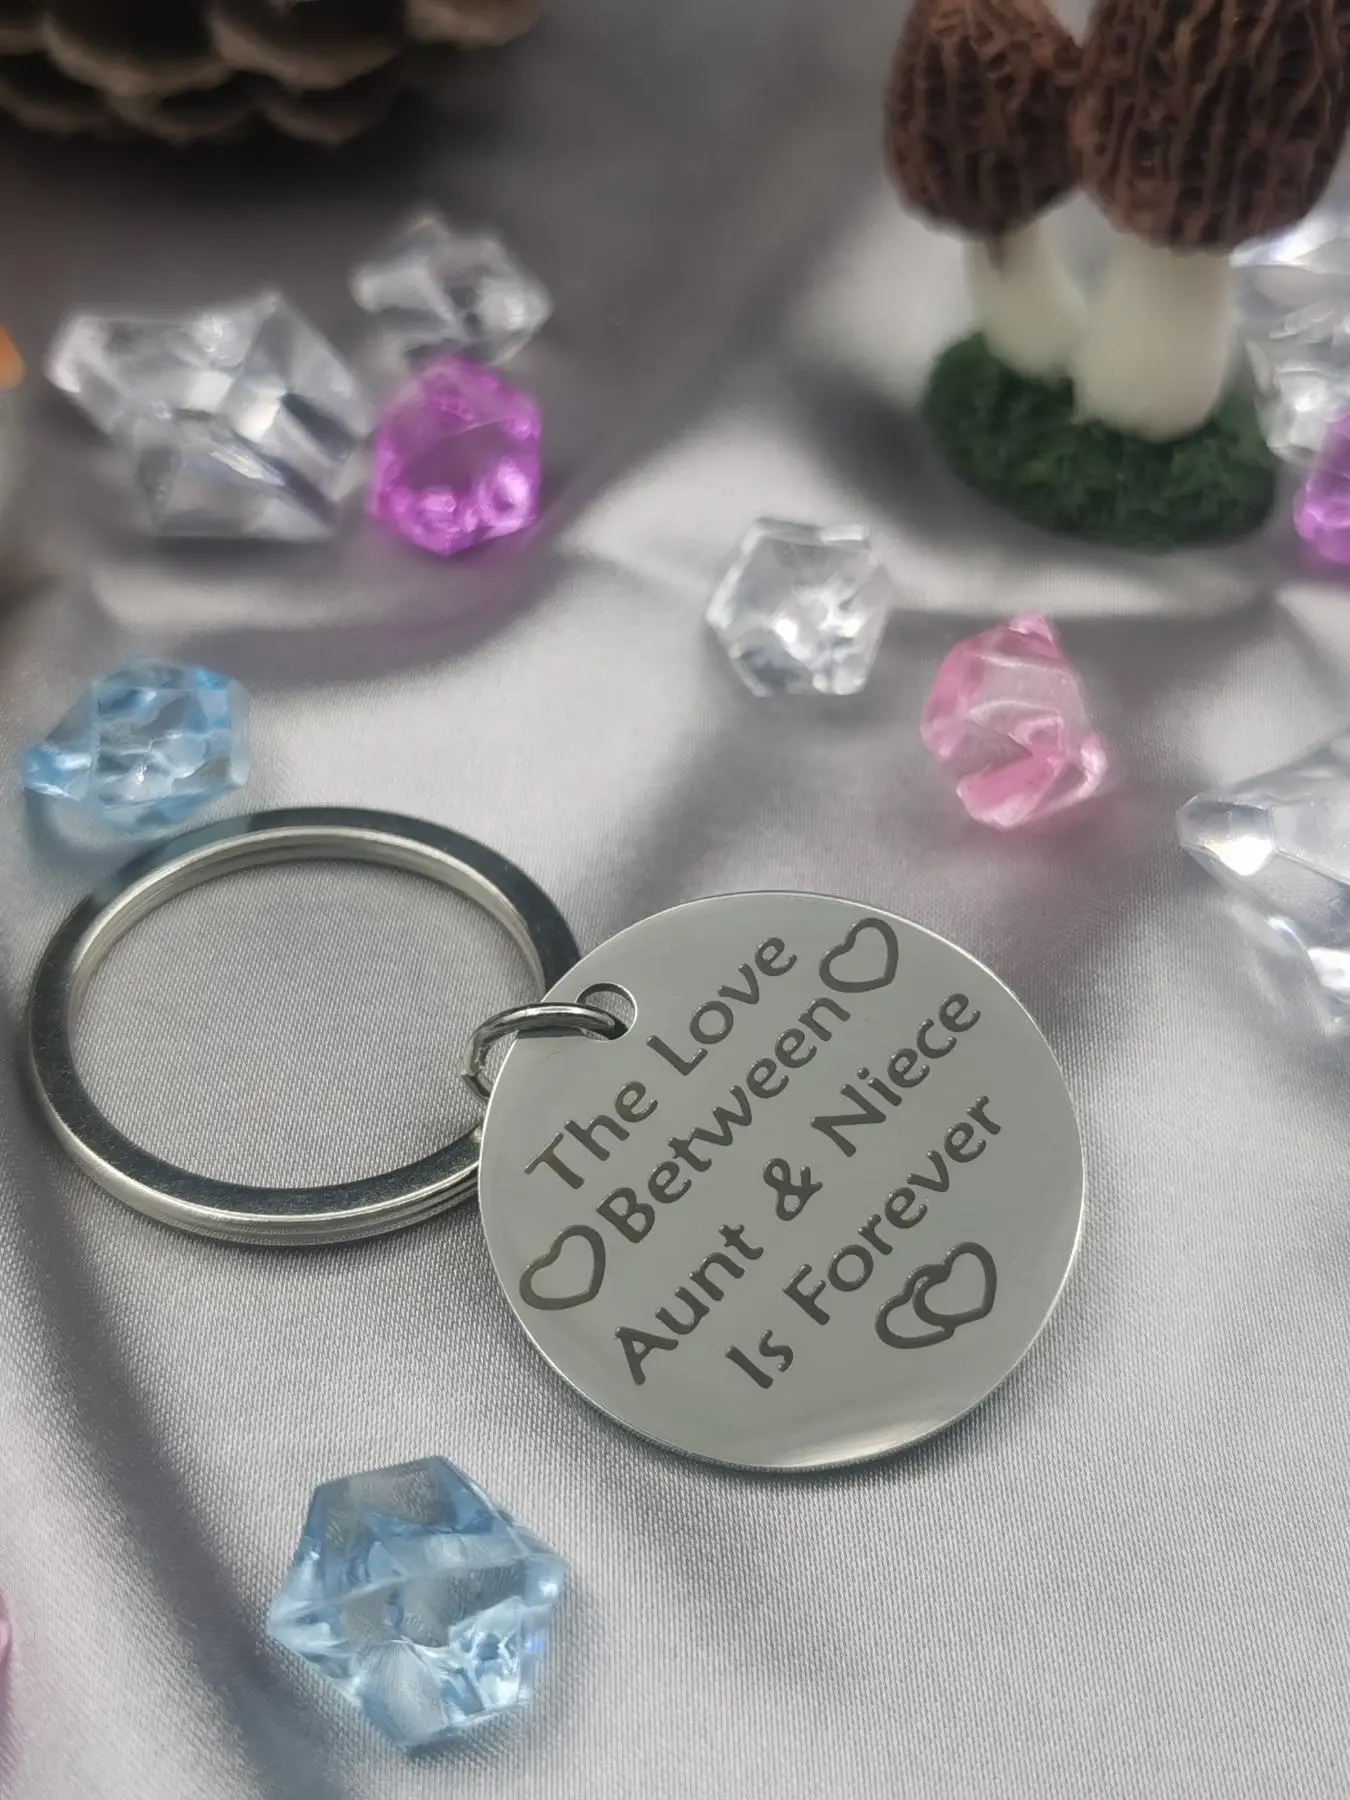 The Love
Between
Aunt & Niece
Is Forever